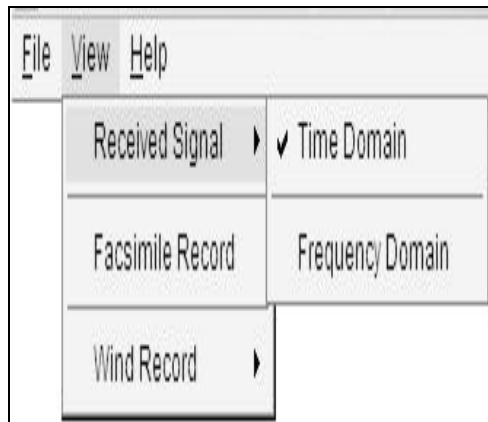 File View Help
Received Signal ✓ Time Domain
Facsimile Record Frequency Domain
Wind Record